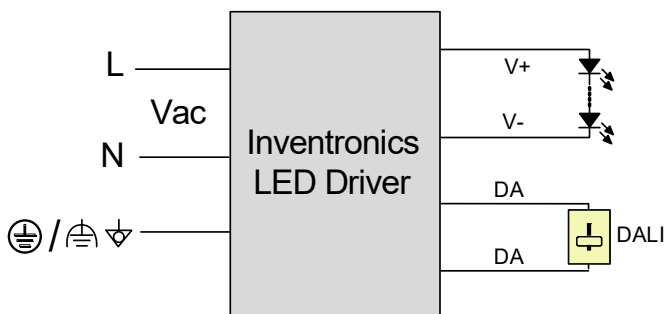 L
Vac
N
/
Inventronics
LED Driver
V+
V-
DA
DA
DALI